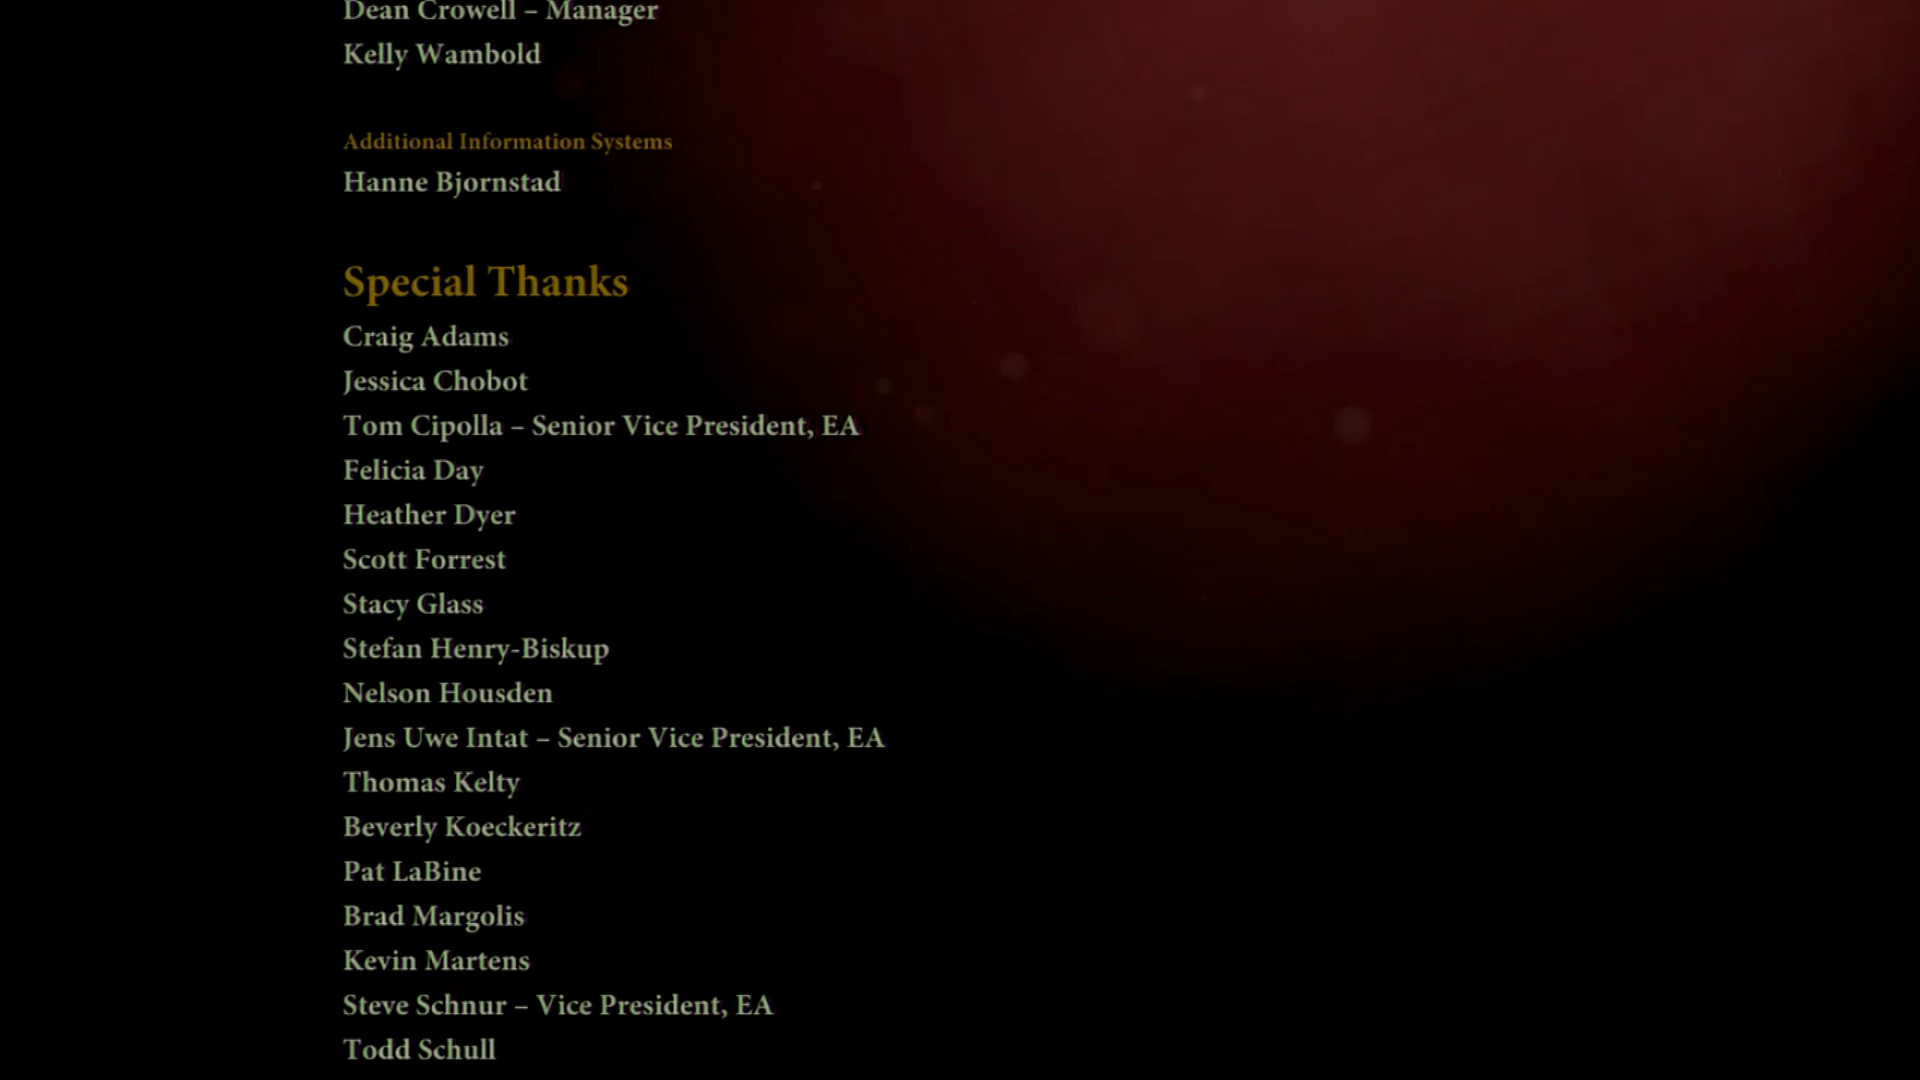 Dean Crowell – Manager
Kelly Wambold
Additional Information Systems
Hanne Bjornstad
Special Thanks
Craig Adams
Jessica Chobot
Tom Cipolla – Senior Vice President, EA
Felicia Day
Heather Dyer
Scott Forrest
Stacy Glass
Stefan Henry-Biskup
Nelson Housden
Jens Uwe Intat – Senior Vice President, EA
Thomas Kelty
Beverly Koeckeritz
Pat LaBine
Brad Margolis
Kevin Martens
Steve Schnur – Vice President, EA
Todd Schull